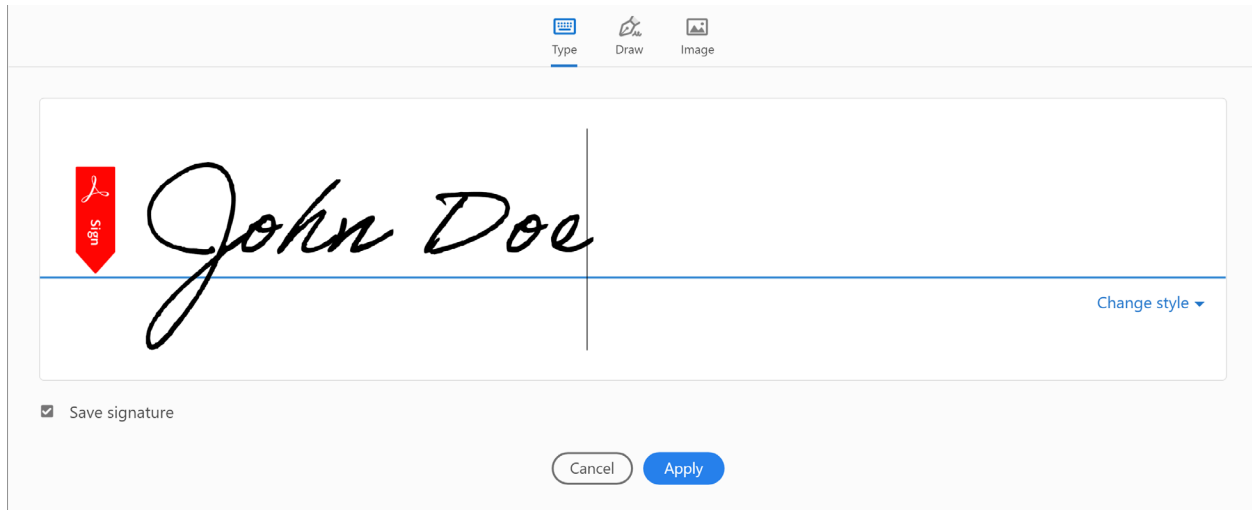 Type Draw Image
Sign
John Doe
Change style
Save signature
Cancel Apply